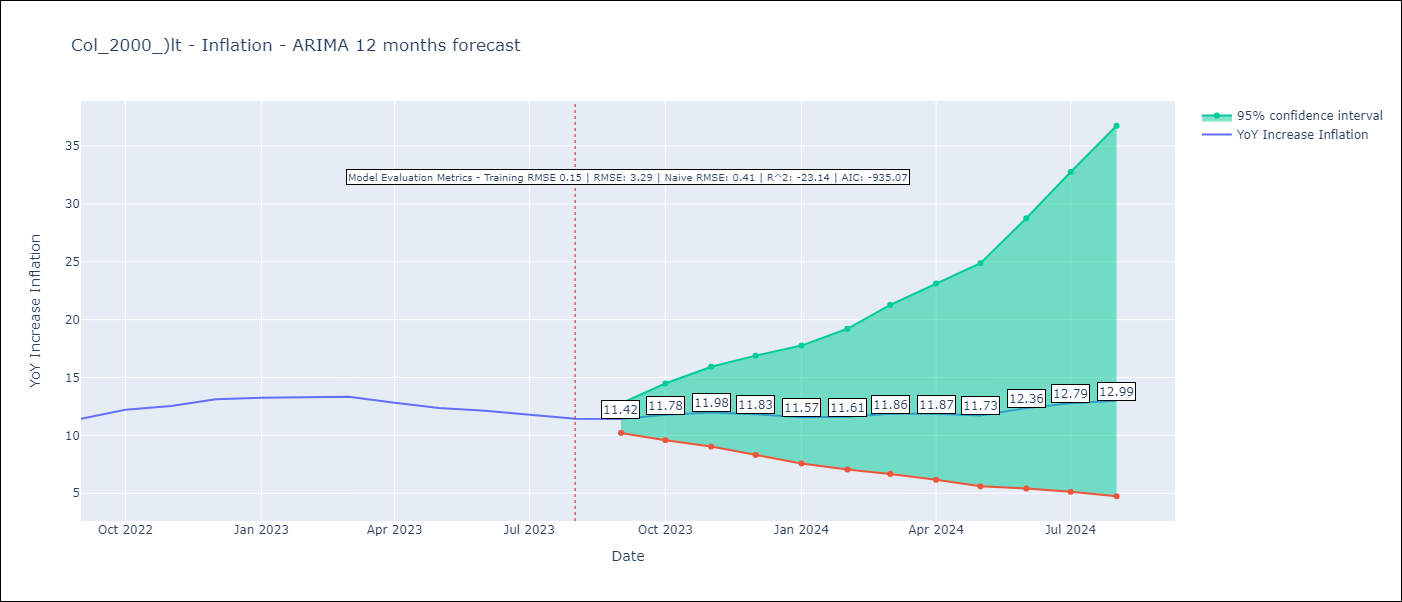 Col_2000_)lt - Inflation - ARIMA 12 months forecast
95% confidence interval
YoY Increase Inflation
Model Evaluation Metrics - Training RMSE 0.15 | RMSE: 3.29 | Naive RMSE: 0.41 | R^2: -23.14 | AIC: -935.07
YoY Increase Inflation
35
30
25
20
15
10
5
11.42
11.78
11.98
11.83
11.57
11.61
11.86
11.87
11.73
12.36
12.79
12.99
Oct 2022
Jan 2023
Apr 2023
Jul 2023
Oct 2023
Jan 2024
Apr 2024
Jul 2024
Date